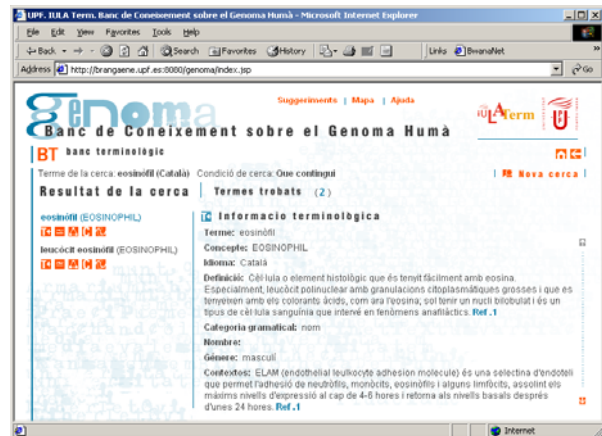 UPF. IULA Term. Banc de Coneixement sobre el Genoma Humà - Microsoft Internet Explorer
File Edit View Favorites Tools Help
Back Search Favorites History Links BwanaNet
Address http://brangaene.upf.es:8080/genoma/index.jsp Go
Suggeriments | Mapa | Ajuda
genoma
IULATerm
Banc de Coneixement sobre el Genoma Humà
BT banc terminològic
Terme de la cerca: eosinòfil (Català) Condició de cerca: Que contingui
Nova cerca
Resultat de la cerca Termes trobats (2)
eosinòfil (EOSINOPHIL)
leucòcit eosinòfil (EOSINOPHIL)
Informacio terminològica
Terme: eosinòfil
Concepte: EOSINOPHIL
Idioma: Català
Definició: Cèl·lula o element histològic que és tenyit fàcilment amb eosina.
Especialment, leucòcit polinuclear amb granulacions citoplasmàtiques grosses i que es
tenyeixen amb els colorants àcids, com ara l'eosina; sol tenir un nucli bilobulat i és un
tipus de cèl·lula sanguínia que intervé en fenòmens anafilàctics. Ref.1
Categoria gramatical: nom
Nombre:
Gènere: masculí
Contextos: ELAM (endothelial leulkocyte adhesion molecule) és una selectina d'endoteli
que permet l'adhesió de neutròfils, monòcits, eosinòfils i alguns limfòcits, assolint els
màxims nivells d'expressió al cap de 4-6 hores i retorna als nivells basals després
d'unes 24 hores. Ref.1
Internet